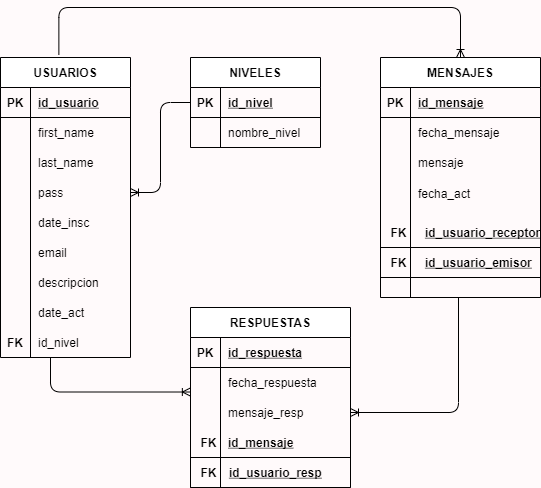 USUARIOS
PK id_usuario
first_name
last_name
pass
date_insc
email
descripcion
date_act
FK id_nivel
NIVELES
PK id_nivel
nombre_nivel
MENSAJES
PK id_mensaje
fecha_mensaje
mensaje
fecha_act
FK id_usuario_receptor
FK id_usuario_emisor
RESPUESTAS
PK id_respuesta
fecha_respuesta
mensaje_resp
FK id_mensaje
FK id_usuario_resp